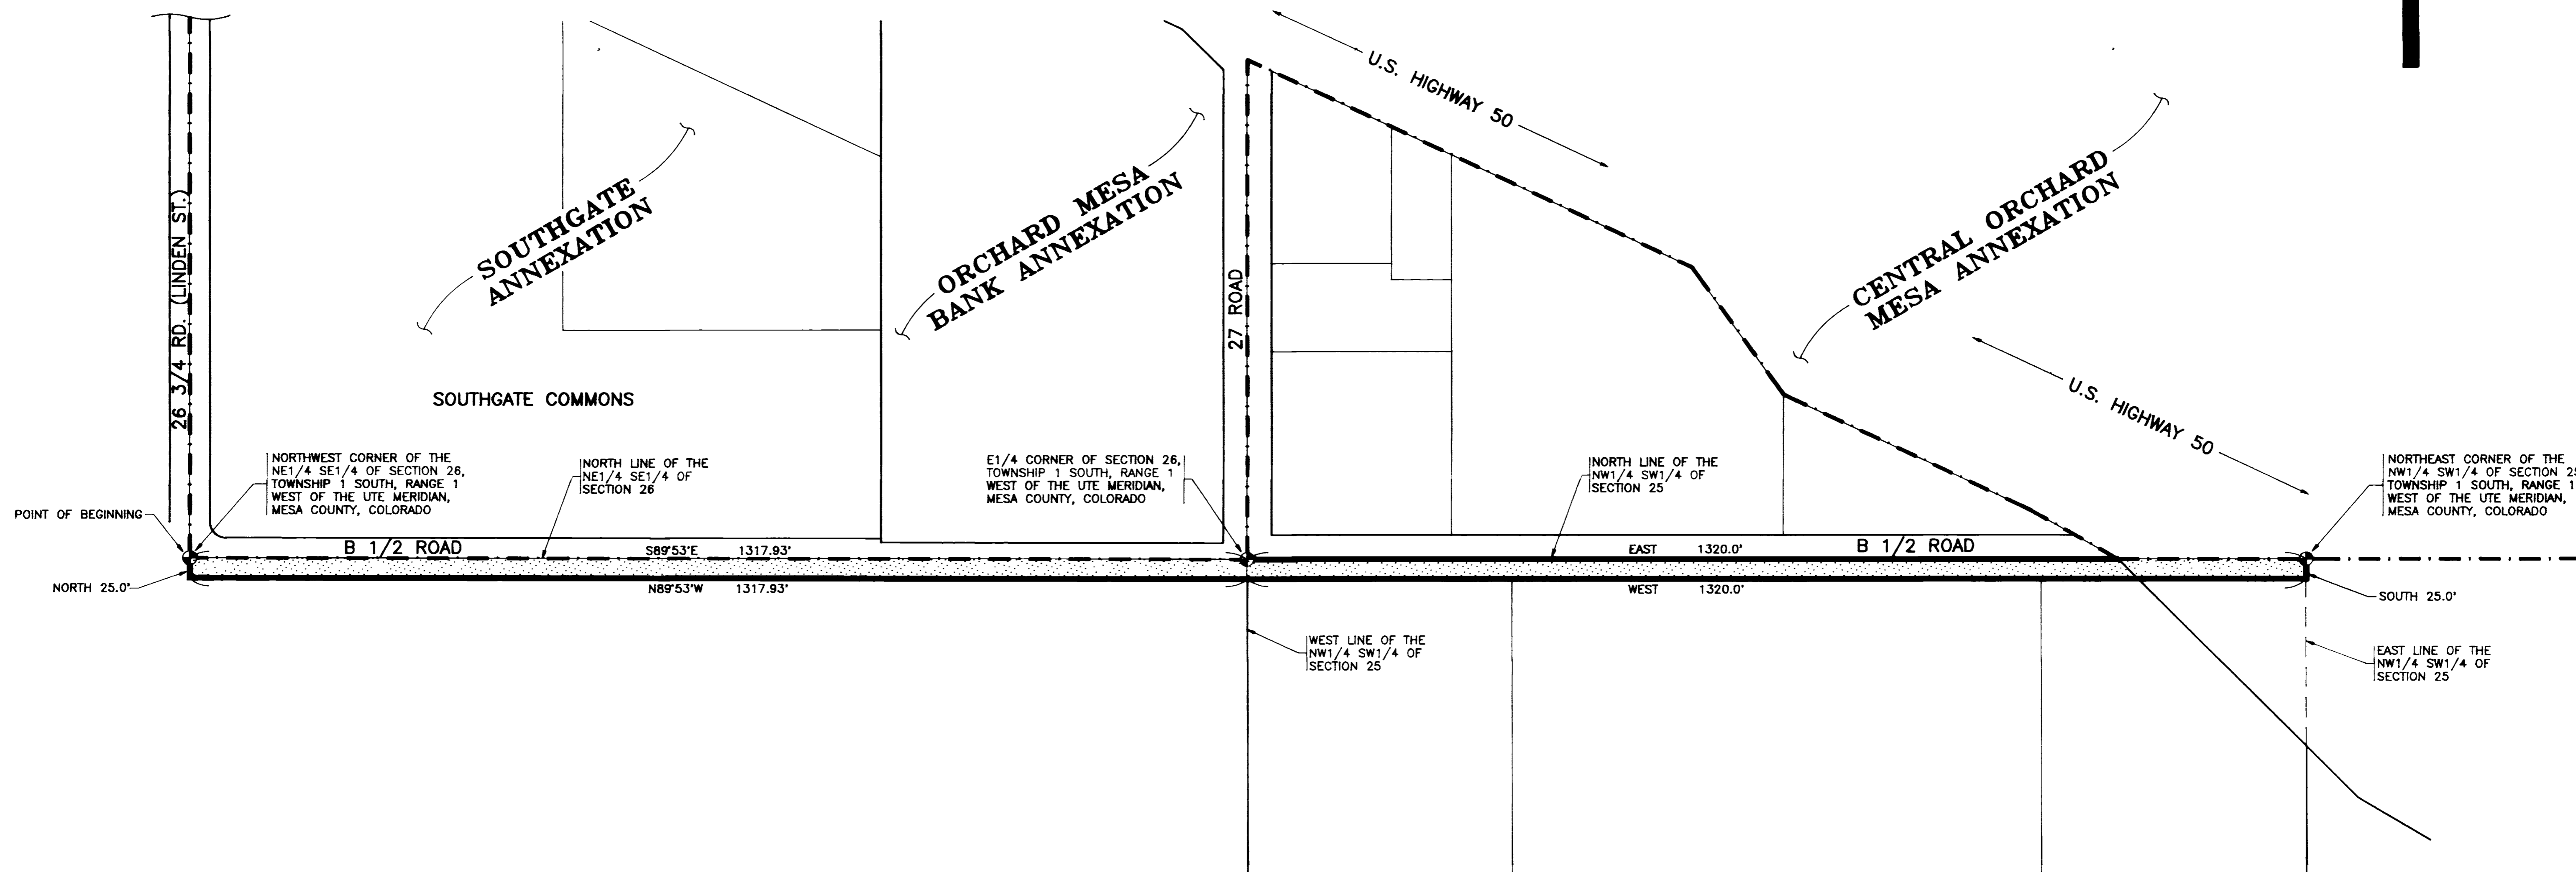 U.S. HIGHWAY 50
26 3/4 RD. (LINDEN ST.)
SOUTHGATE
ANNEXATION
ORCHARD MESA
BANK ANNEXATION
27 ROAD
CENTRAL ORCHARD
MESA ANNEXATION
U.S. HIGHWAY 50
SOUTHGATE COMMONS
POINT OF BEGINNING
NORTHWEST CORNER OF THE
NE1/4 SE1/4 OF SECTION 26,
TOWNSHIP 1 SOUTH, RANGE 1
WEST OF THE UTE MERIDIAN,
MESA COUNTY, COLORADO
NORTH LINE OF THE
NE1/4 SE1/4 OF
SECTION 26
E1/4 CORNER OF SECTION 26,
TOWNSHIP 1 SOUTH, RANGE 1
WEST OF THE UTE MERIDIAN,
MESA COUNTY, COLORADO
NORTH LINE OF THE
NW1/4 SW1/4 OF
SECTION 25
NORTHEAST CORNER OF THE
NW1/4 SW1/4 OF SECTION 25
TOWNSHIP 1 SOUTH, RANGE 1
WEST OF THE UTE MERIDIAN,
MESA COUNTY, COLORADO
B 1/2 ROAD
S89°53'E 1317.93'
EAST 1320.0'
B 1/2 ROAD
NORTH 25.0'
N89°53'W 1317.93'
WEST 1320.0'
SOUTH 25.0'
WEST LINE OF THE
NW1/4 SW1/4 OF
SECTION 25
EAST LINE OF THE
NW1/4 SW1/4 OF
SECTION 25